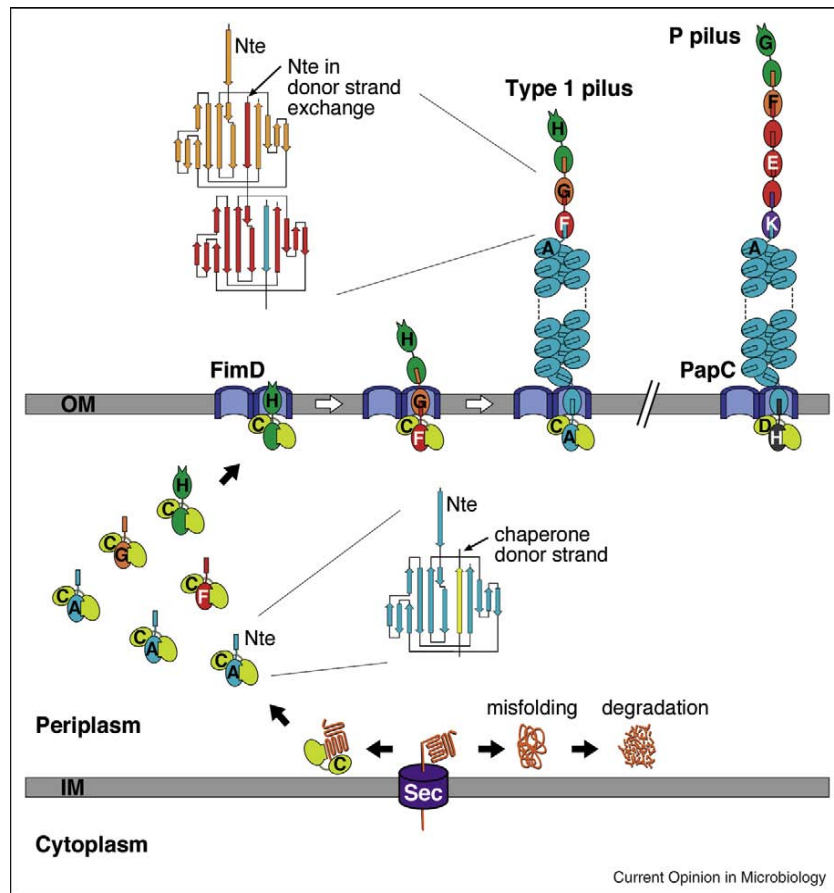 P pilus
G
F
E
K
A
Nte
Nte in
donor strand
exchange
Type 1 pilus
H
G
F
A
FimD
H
PapC
OM
H
C
G
C
F
C
A
D
H
H
C
C
G
C
F
C
A
C
A
Nte
C
A
Nte
chaperone
donor strand
Periplasm
misfolding
degradation
C
IM
Sec
Cytoplasm
Current Opinion in Microbiology